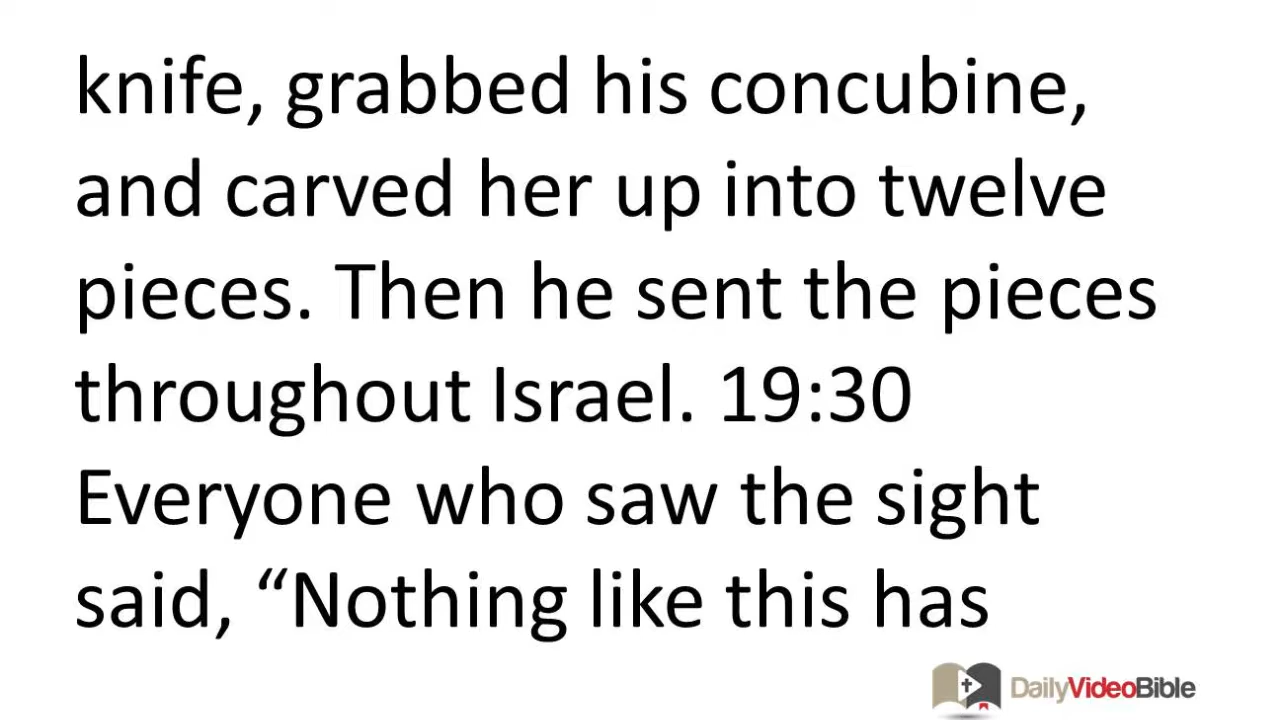 knife, grabbed his concubine,
and carved her up into twelve
pieces. Then he sent the pieces
throughout Israel. 19:30
Everyone who saw the sight
said, “Nothing like this has
DailyVideoBible